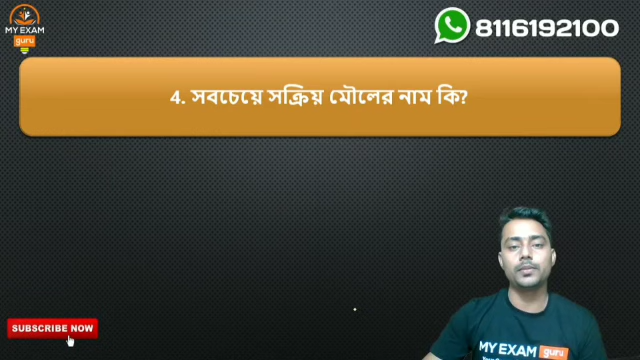 MY EXAM
guru
8116192100
4. সবচেয়ে সক্রিয় মৌলের নাম কি?
SUBSCRIBE NOW
MY EXAM guru